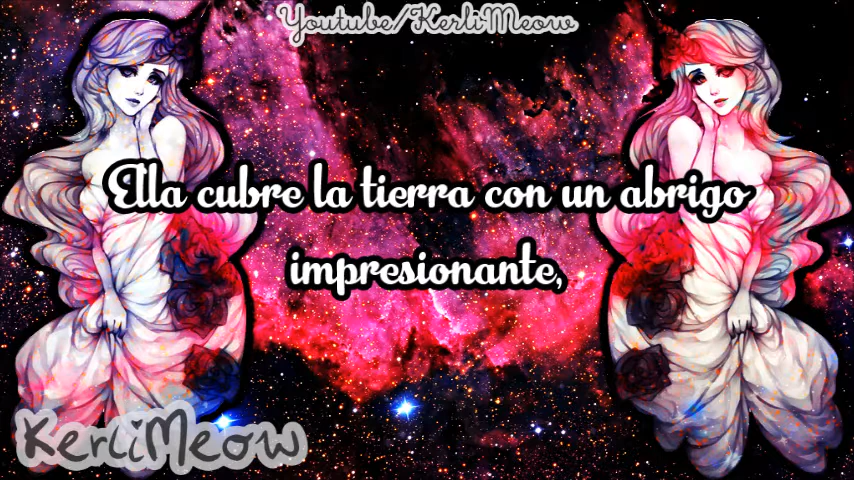 Youtube/KerliMeow
Ella cubre la tierra con un abrigo
impresionante,
KerliMeow